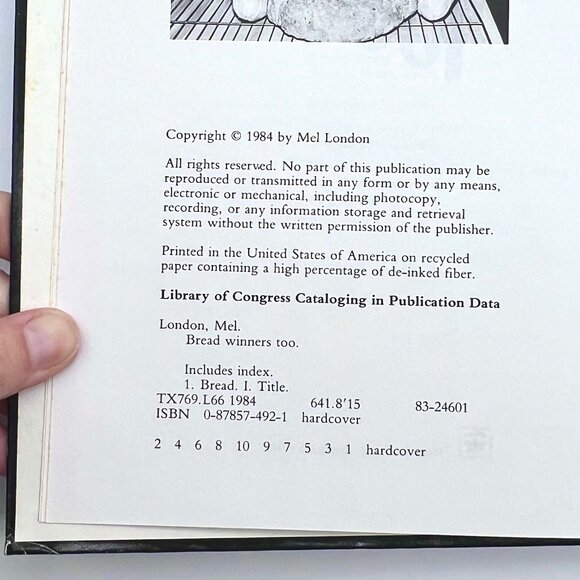 Copyright © 1984 by Mel London
All rights reserved. No part of this publication may be
reproduced or transmitted in any form or by any means,
electronic or mechanical, including photocopy,
recording, or any information storage and retrieval
system without the written permission of the publisher.
Printed in the United States of America on recycled
paper containing a high percentage of de-inked fiber.
Library of Congress Cataloging in Publication Data
London, Mel.
Bread winners too.
Includes index.
1. Bread. I. Title.
TX769.L66 1984 641.8'15 83-24601
ISBN 0-87857-492-1 hardcover
2 4 6 8 10 9 7 5 3 1 hardcover